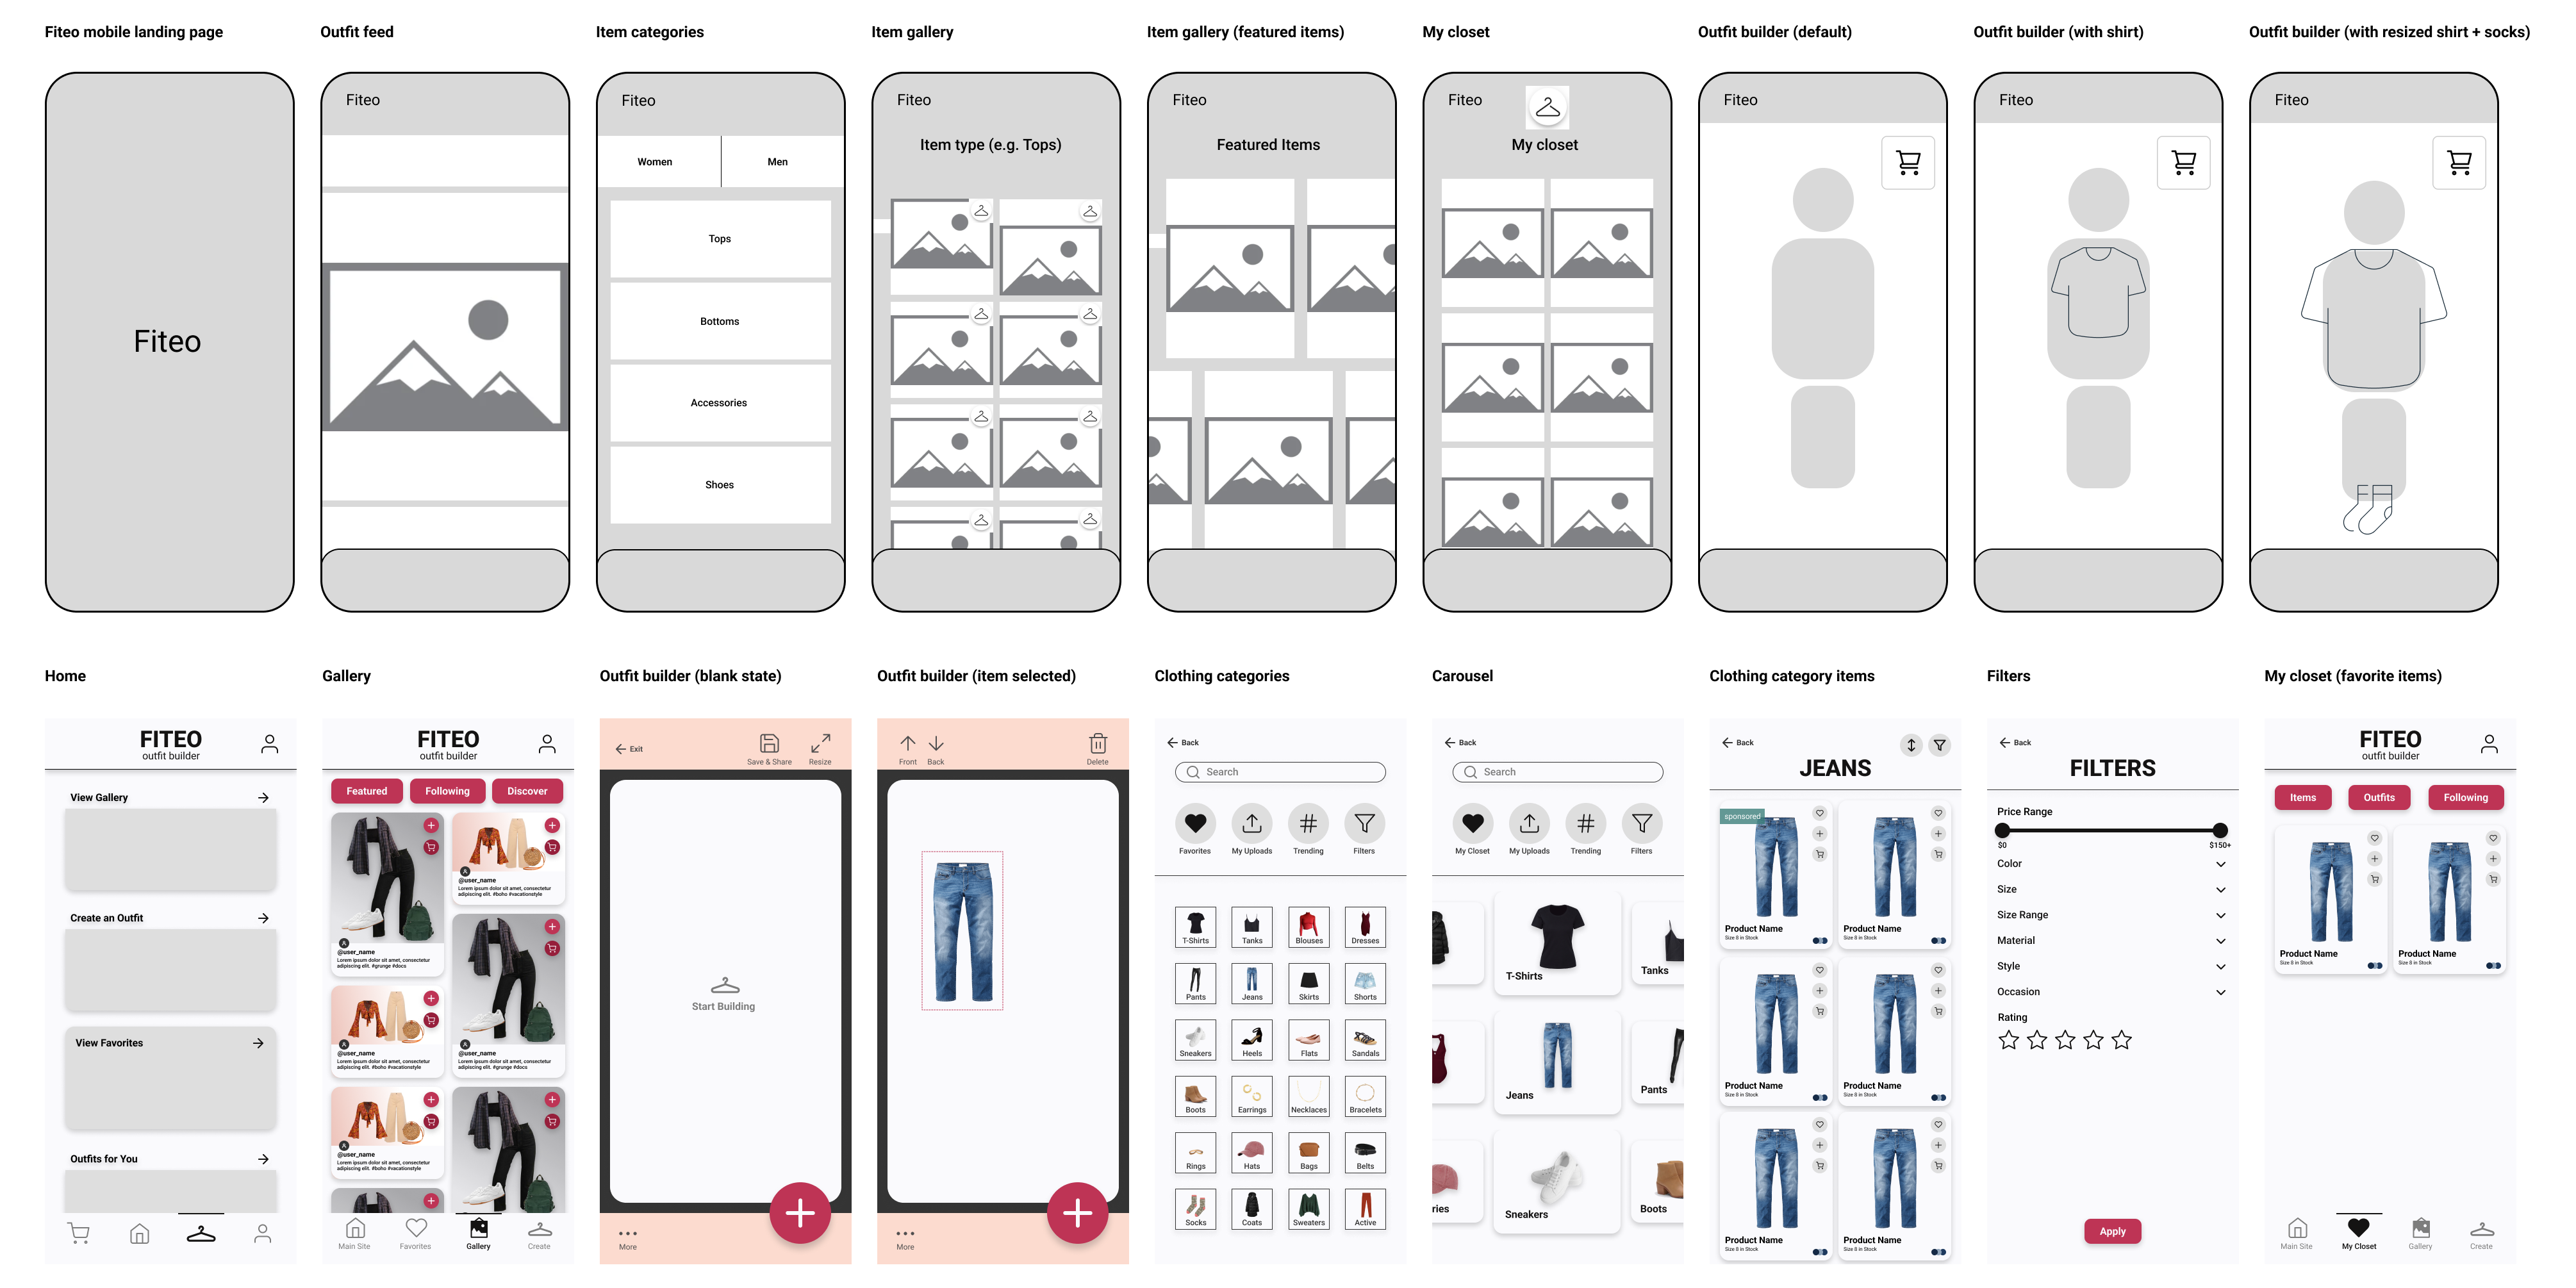 Fiteo mobile landing page
Outfit feed
Item categories
Item gallery
Item gallery (featured items)
My closet
Outfit builder (default)
Outfit builder (with shirt)
Outfit builder (with resized shirt + socks)
Fiteo
Fiteo
Fiteo
Women
Men
Tops
Bottoms
Accessories
Shoes
Fiteo
Item type (e.g. Tops)
Fiteo
Featured Items
Fiteo
My closet
Fiteo
Fiteo
Fiteo
Home
Gallery
Outfit builder (blank state)
Outfit builder (item selected)
Clothing categories
Carousel
Clothing category items
Filters
My closet (favorite items)
FITEO
outfit builder
View Gallery
Create an Outfit
View Favorites
Outfits for You
FITEO
outfit builder
Featured
Following
Discover
A
@user_name
Lorem ipsum dolor sit amet, consectetur
adipiscing elit. #grunge #docs
A
@user_name
Lorem ipsum dolor sit amet, consectetur
adipiscing elit. #boho #vacationstyle
A
@user_name
Lorem ipsum dolor sit amet, consectetur
adipiscing elit. #boho #vacationstyle
A
@user_name
Lorem ipsum dolor sit amet, consectetur
adipiscing elit. #grunge #docs
A
@user_name
Lorem ipsum dolor sit amet, consectetur
adipiscing elit. #boho #vacationstyle
Main Site
Favorites
Gallery
Create
Exit
Save & Share
Resize
Start Building
More
Front
Back
Delete
More
Back
Search
Favorites
My Uploads
Trending
Filters
T-Shirts
Tanks
Blouses
Dresses
Pants
Jeans
Skirts
Shorts
Sneakers
Heels
Flats
Sandals
Boots
Earrings
Necklaces
Bracelets
Rings
Hats
Bags
Belts
Socks
Coats
Sweaters
Active
Back
Search
My Closet
My Uploads
Trending
Filters
T-Shirts
Tanks
Jeans
Pants
ries
Sneakers
Boots
Back
JEANS
sponsored
Product Name
Size 8 in Stock
Product Name
Size 8 in Stock
Product Name
Size 8 in Stock
Product Name
Size 8 in Stock
Product Name
Size 8 in Stock
Product Name
Size 8 in Stock
Back
FILTERS
Price Range
$0
$150+
Color
Size
Size Range
Material
Style
Occasion
Rating
Apply
FITEO
outfit builder
Items
Outfits
Following
Product Name
Size 8 in Stock
Product Name
Size 8 in Stock
Main Site
My Closet
Gallery
Create